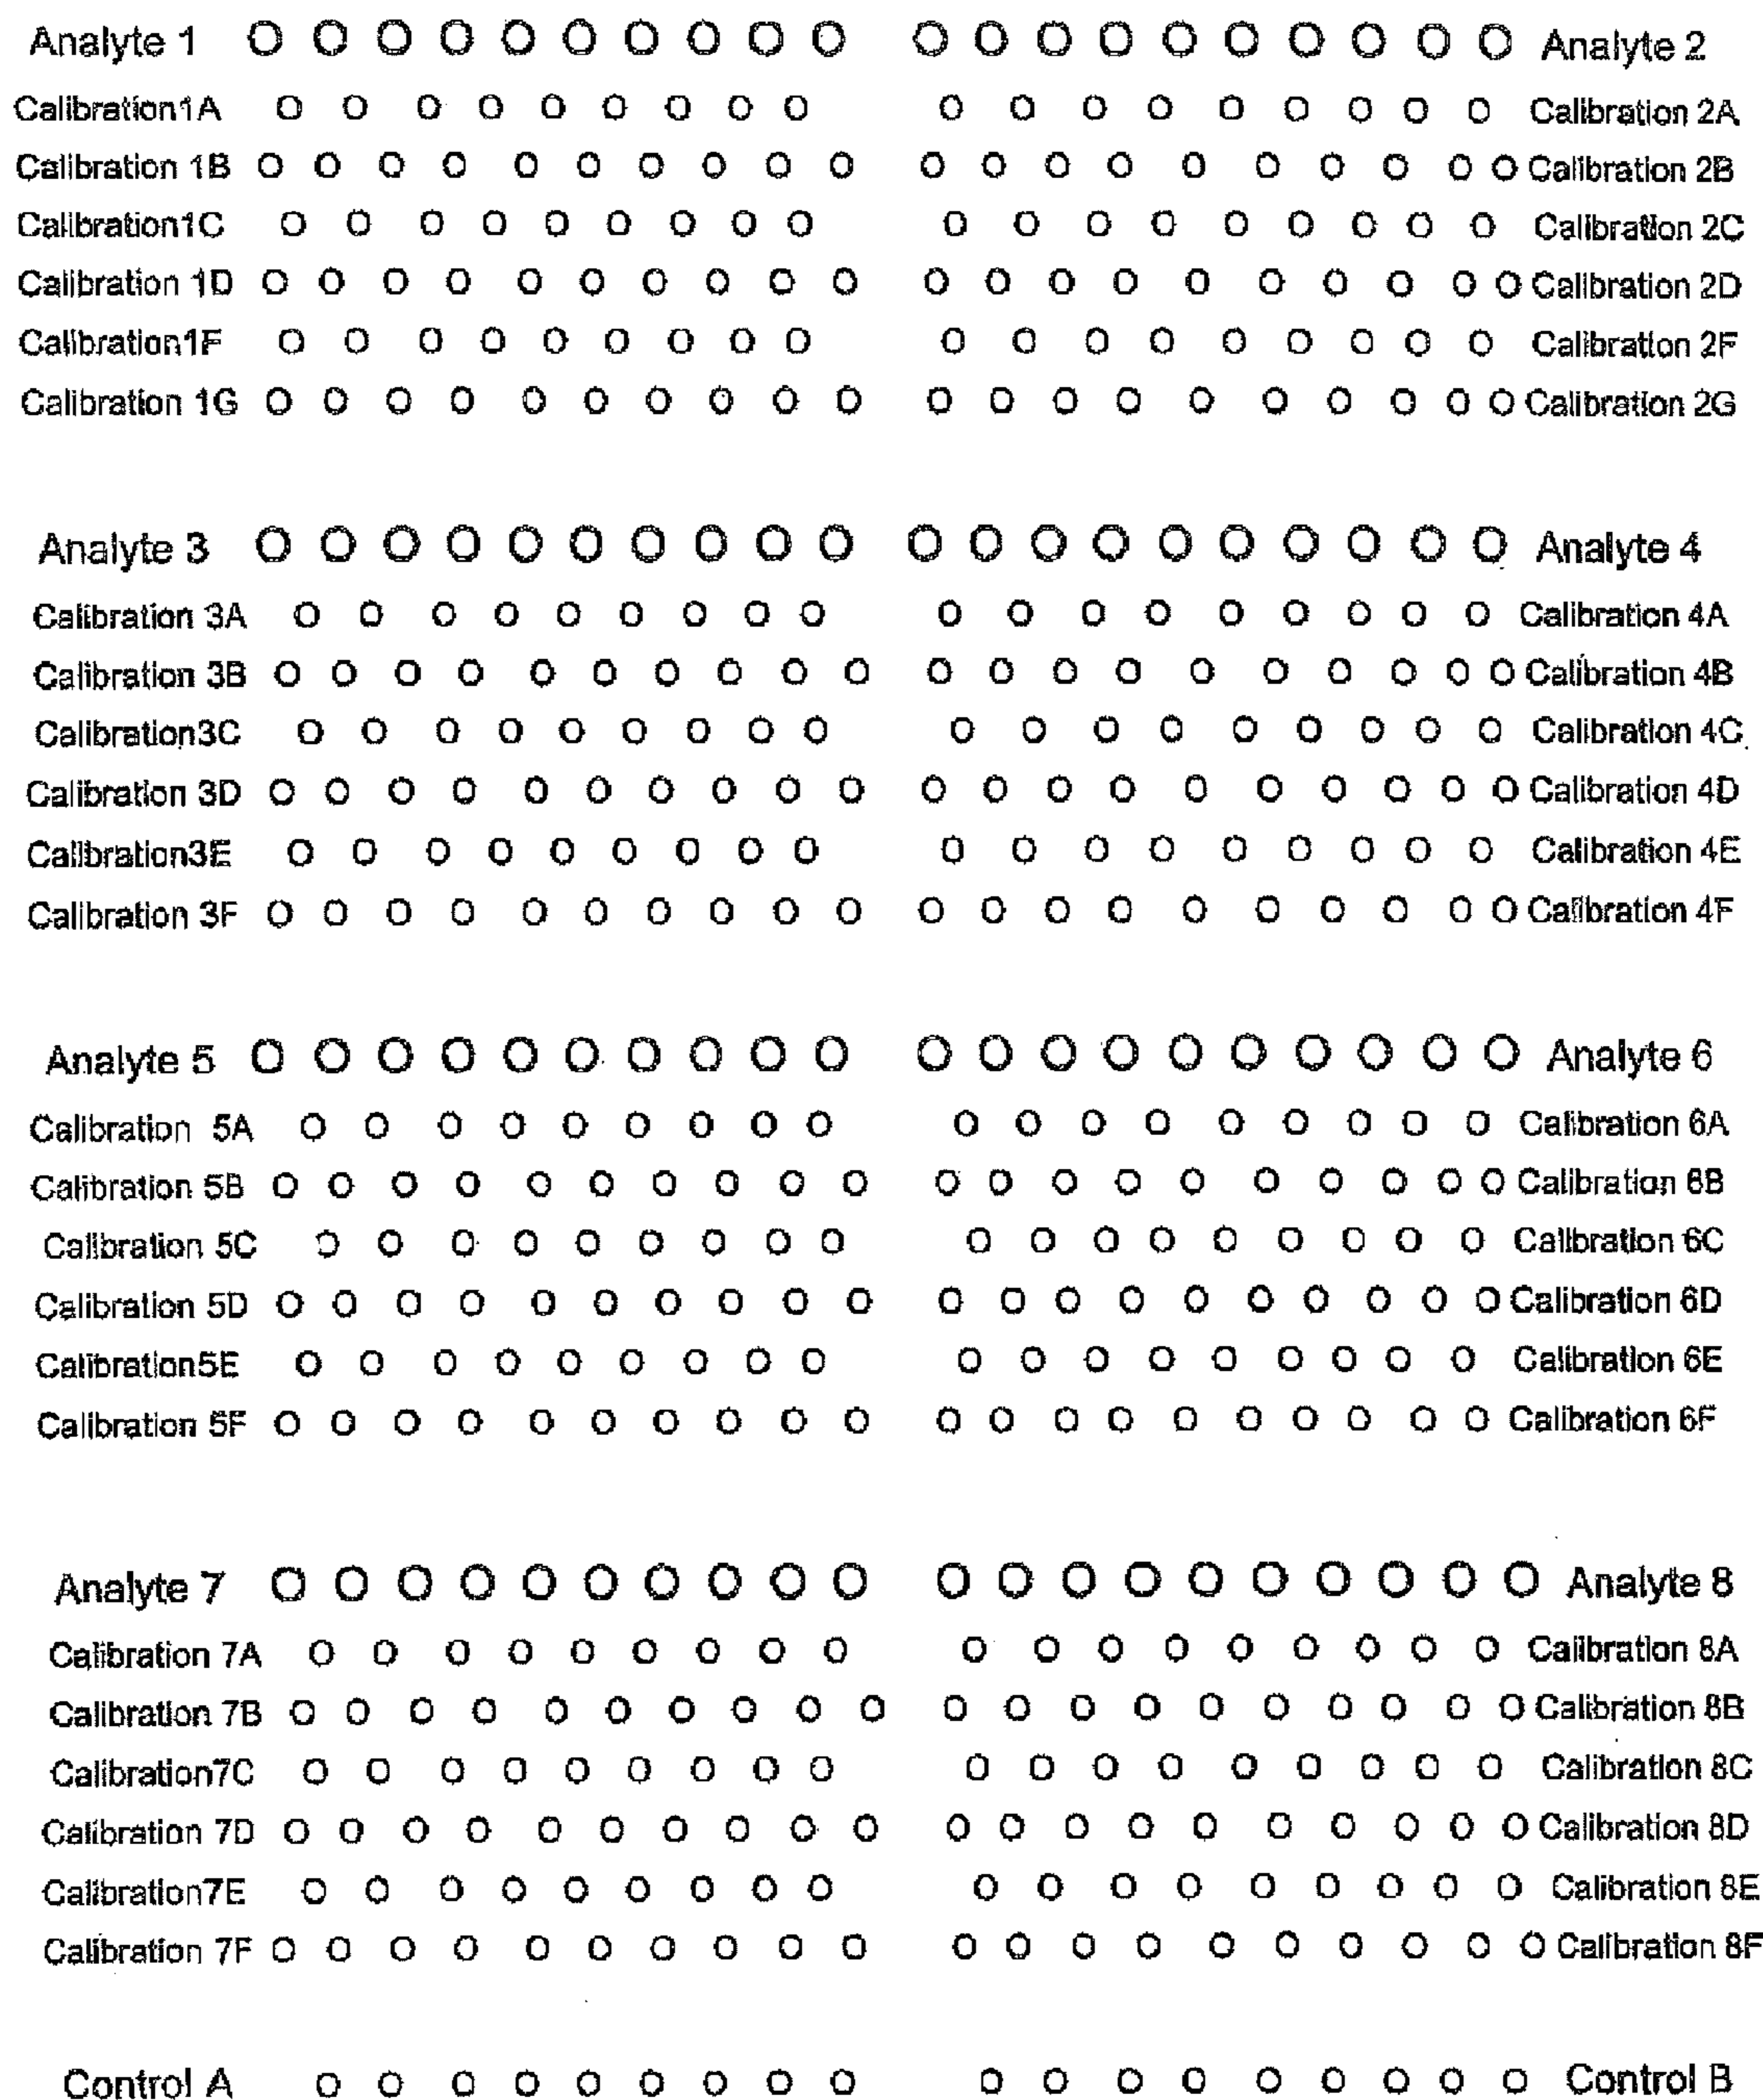 Analyte 1 Analyte 2
Calibration1A Calibration 2A
Calibration 1B Calibration 2B
Calibration1C Calibration 2C
Calibration 1D Calibration 2D
Calibration1F Calibration 2F
Calibration 1G Calibration 2G
Analyte 3 Analyte 4
Calibration 3A Calibration 4A
Calibration 3B Calibration 4B
Calibration3C Calibration 4C
Calibration 3D Calibration 4D
Calibration3E Calibration 4E
Calibration 3F Calibration 4F
Analyte 5 Analyte 6
Calibration 5A Calibration 6A
Calibration 5B Calibration 6B
Calibration 5C Calibration 6C
Calibration 5D Calibration 6D
Calibration5E Calibration 6E
Calibration 5F Calibration 6F
Analyte 7 Analyte 8
Calibration 7A Calibration 8A
Calibration 7B Calibration 8B
Calibration7C Calibration 8C
Calibration 7D Calibration 8D
Calibration7E Calibration 8E
Calibration 7F Calibration 8F
Control A Control B